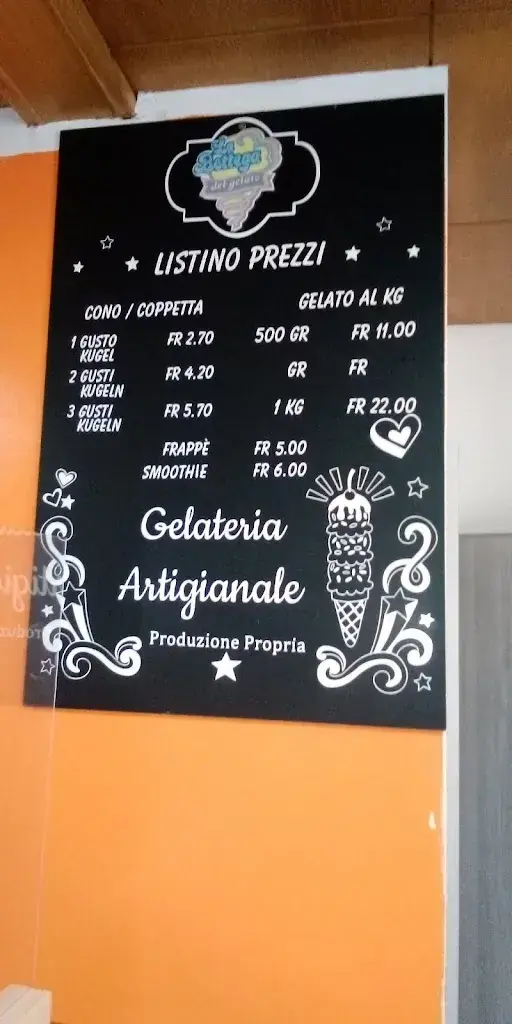 La
Bottega
del gelato
LISTINO PREZZI
CONO / COPPETTA GELATO AL KG
1 GUSTO FR 2.70 500 GR FR 11.00
KUGEL
2 GUSTI FR 4.20 GR FR
KUGELN
3 GUSTI FR 5.70 1 KG FR 22.00
KUGELN
FRAPPÈ FR 5.00
SMOOTHIE FR 6.00
Gelateria
Artigianale
Produzione Propria